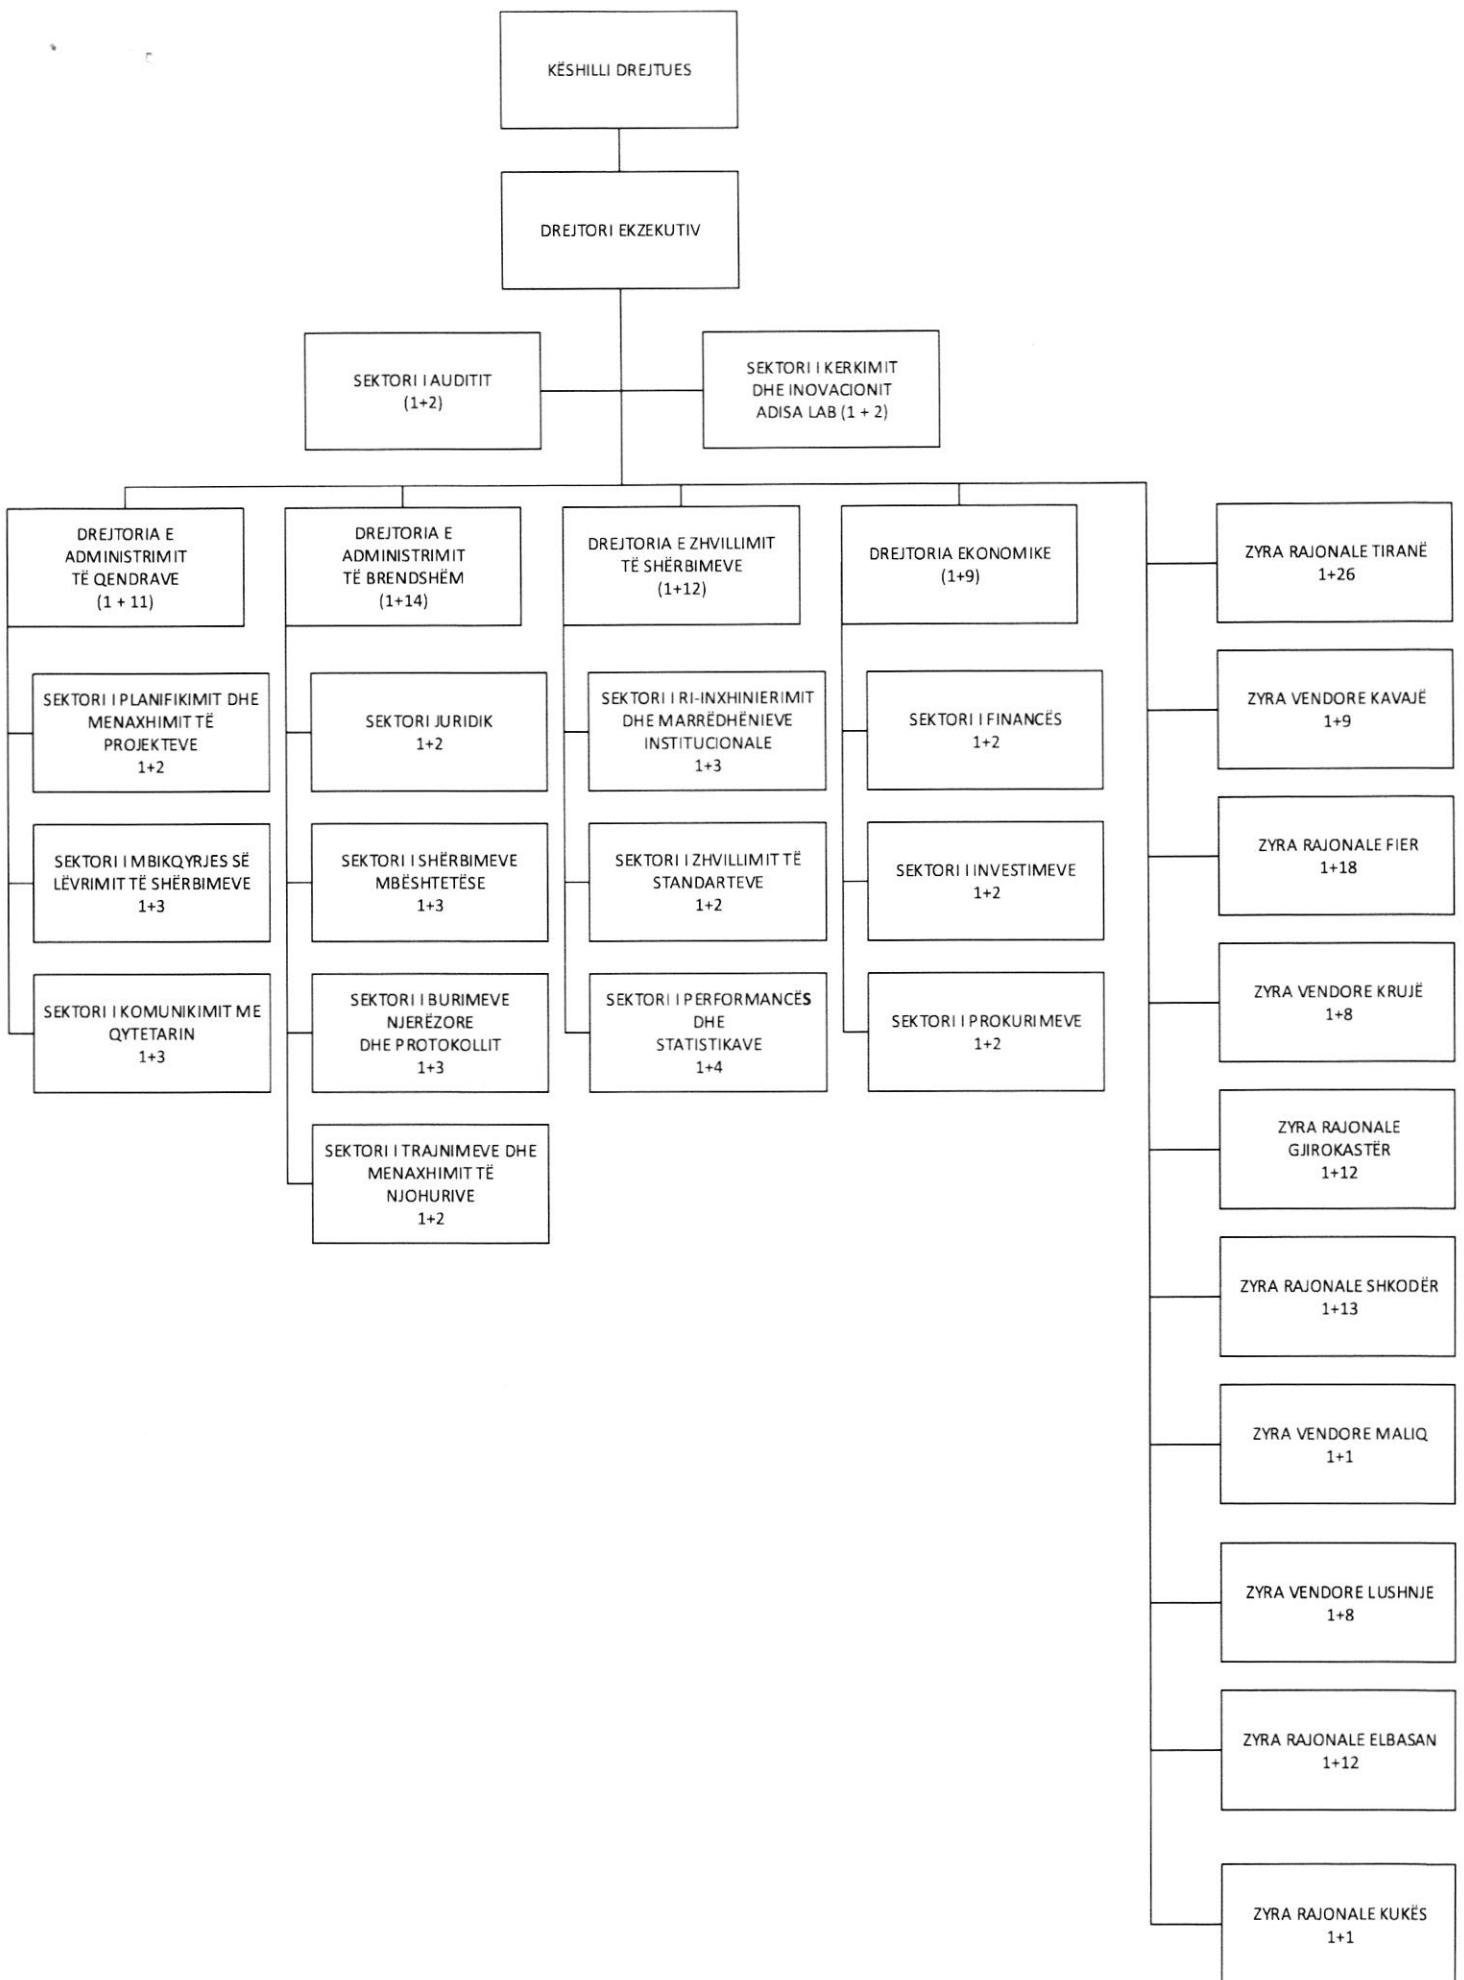 KËSHILLI DREJTUES
DREJTORI EKZEKUTIV
SEKTORI I AUDITIT
(1+2)
SEKTORI I KERKIMIT
DHE INOVACIONIT
ADISA LAB (1 + 2)
DREJTORIA E
ADMINISTRIMIT
TË QENDRAVE
(1 + 11)
SEKTORI I PLANIFIKIMIT DHE
MENAXHIMIT TË
PROJEKTEVE
1+2
SEKTORI I MBIKQYRJES SË
LËVRIMIT TË SHËRBIMEVE
1+3
SEKTORI I KOMUNIKIMIT ME
QYTETARIN
1+3
DREJTORIA E
ADMINISTRIMIT
TË BRENDSHËM
(1+14)
SEKTORI JURIDIK
1+2
SEKTORI I SHËRBIMEVE
MBËSHTETËSE
1+3
SEKTORI I BURIMEVE
NJERËZORE
DHE PROTOKOLLIT
1+3
SEKTORI I TRAJNIMEVE DHE
MENAXHIMIT TË
NJOHURIVE
1+2
DREJTORIA E ZHVILLIMIT
TË SHËRBIMEVE
(1+12)
SEKTORI I RI-INXHINIERIMIT
DHE MARRËDHËNIEVE
INSTITUCIONALE
1+3
SEKTORI I ZHVILLIMIT TË
STANDARTEVE
1+2
SEKTORI I PERFORMANCËS
DHE
STATISTIKAVE
1+4
DREJTORIA EKONOMIKE
(1+9)
SEKTORI I FINANCËS
1+2
SEKTORI I INVESTIMEVE
1+2
SEKTORI I PROKURIMEVE
1+2
ZYRA RAJONALE TIRANË
1+26
ZYRA VENDORE KAVAJË
1+9
ZYRA RAJONALE FIER
1+18
ZYRA VENDORE KRUJË
1+8
ZYRA RAJONALE
GJIROKASTËR
1+12
ZYRA RAJONALE SHKODËR
1+13
ZYRA VENDORE MALIQ
1+1
ZYRA VENDORE LUSHNJE
1+8
ZYRA RAJONALE ELBASAN
1+12
ZYRA RAJONALE KUKËS
1+1